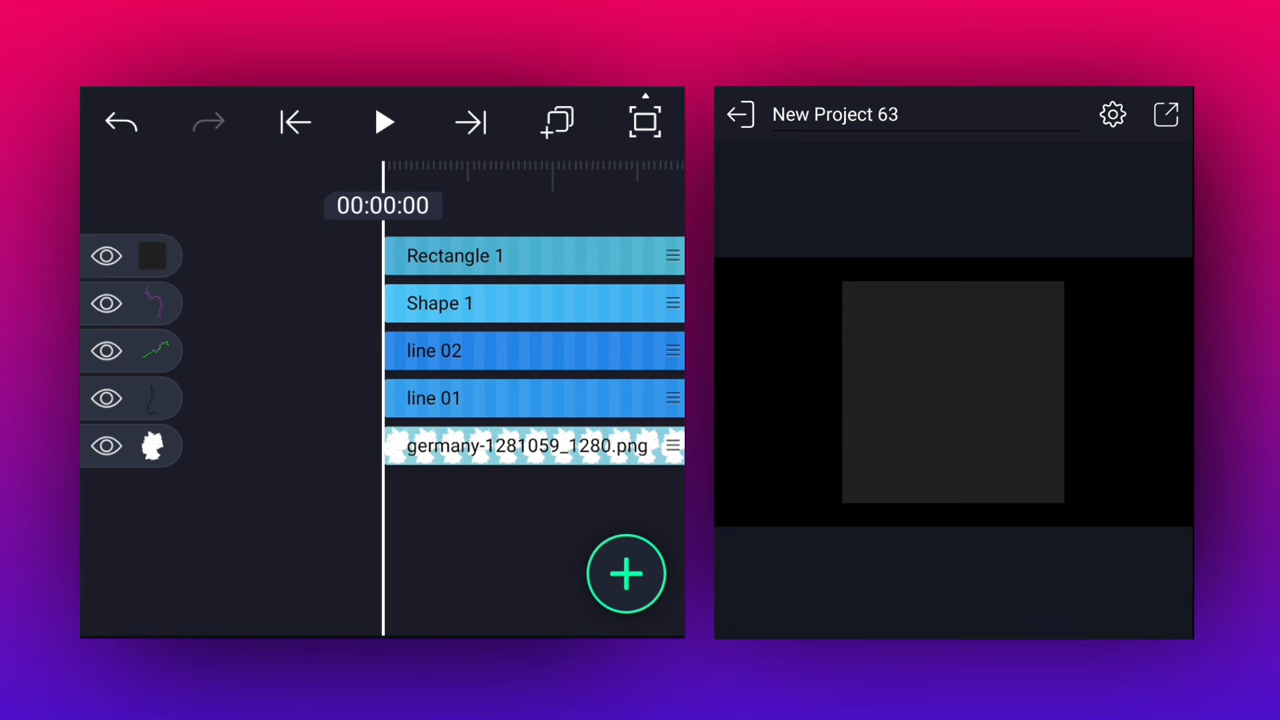 00:00:00
Rectangle 1
Shape 1
line 02
line 01
germany-1281059_1280.png
New Project 63